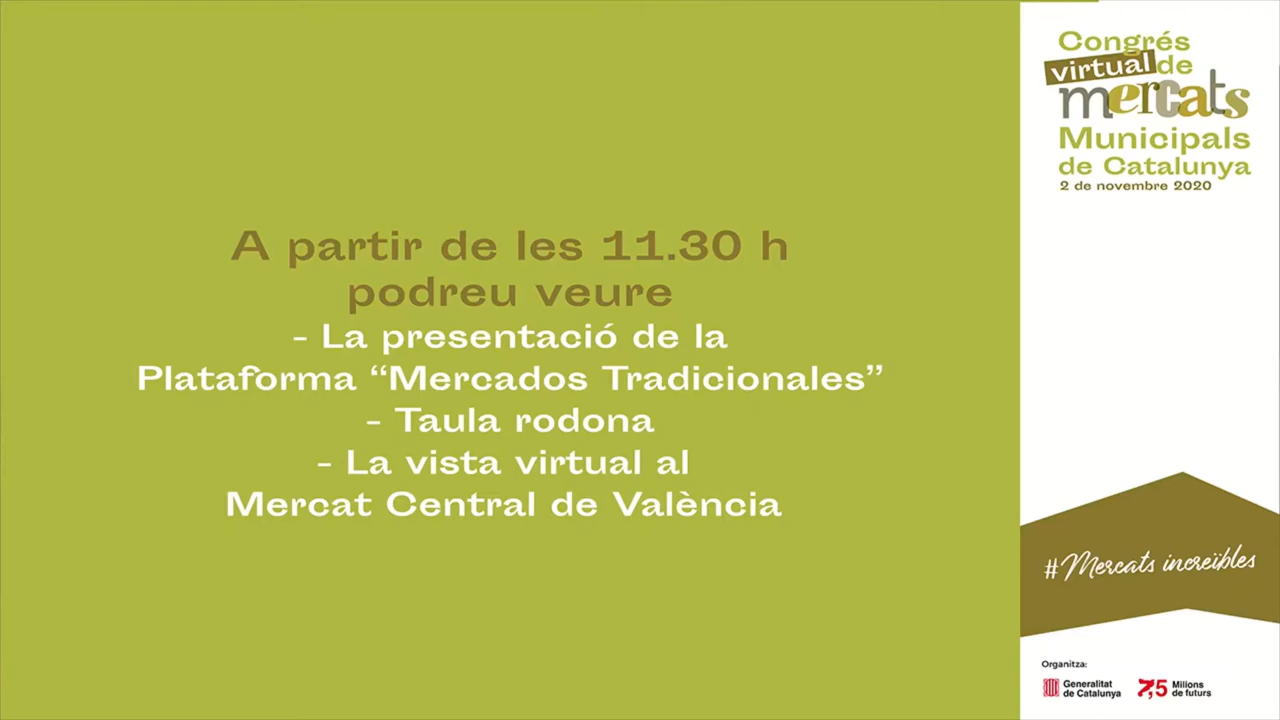 A partir de les 11.30 h
podreu veure
- La presentació de la
Plataforma “Mercados Tradicionales”
- Taula rodona
- La vista virtual al
Mercat Central de València
Congrés
virtual de
mercats
Municipals
de Catalunya
2 de novembre 2020
#Mercats increïbles
Organitza:
Generalitat
de Catalunya
7,5 Milions
de futurs